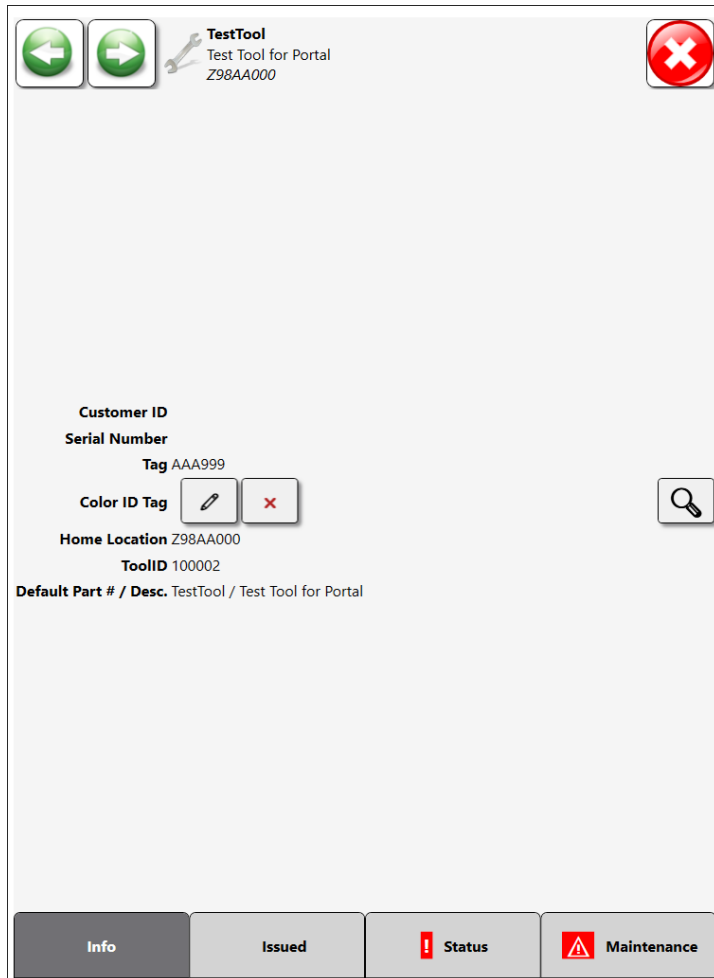 TestTool
Test Tool for Portal
Z98AA000
Customer ID
Serial Number
Tag AAA999
Color ID Tag
Home Location Z98AA000
ToolID 100002
Default Part # / Desc. TestTool / Test Tool for Portal
Info Issued ! Status Maintenance